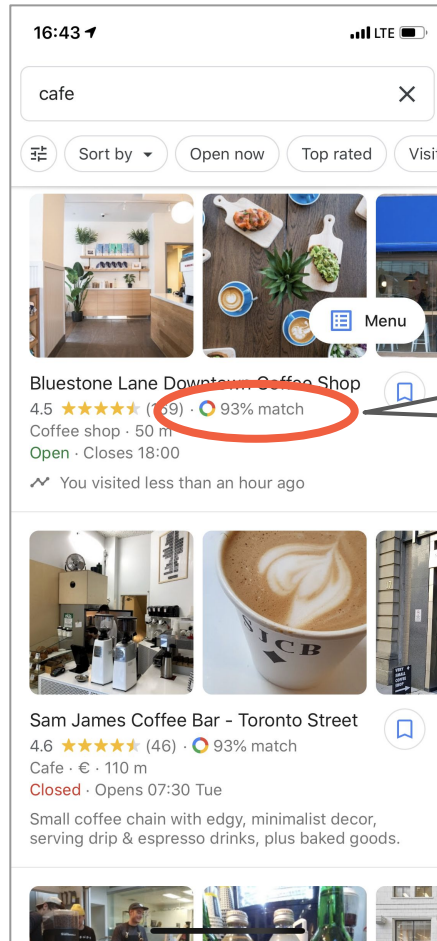 16:43
LTE
cafe
Sort by
Open now
Top rated
Visi
Menu
Bluestone Lane Downtown Coffee Shop
4.5 (169) · 93% match
Coffee shop · 50 m
Open · Closes 18:00
You visited less than an hour ago
SJCB
Sam James Coffee Bar - Toronto Street
4.6 (46) · 93% match
Cafe · € · 110 m
Closed · Opens 07:30 Tue
Small coffee chain with edgy, minimalist decor,
serving drip & espresso drinks, plus baked goods.